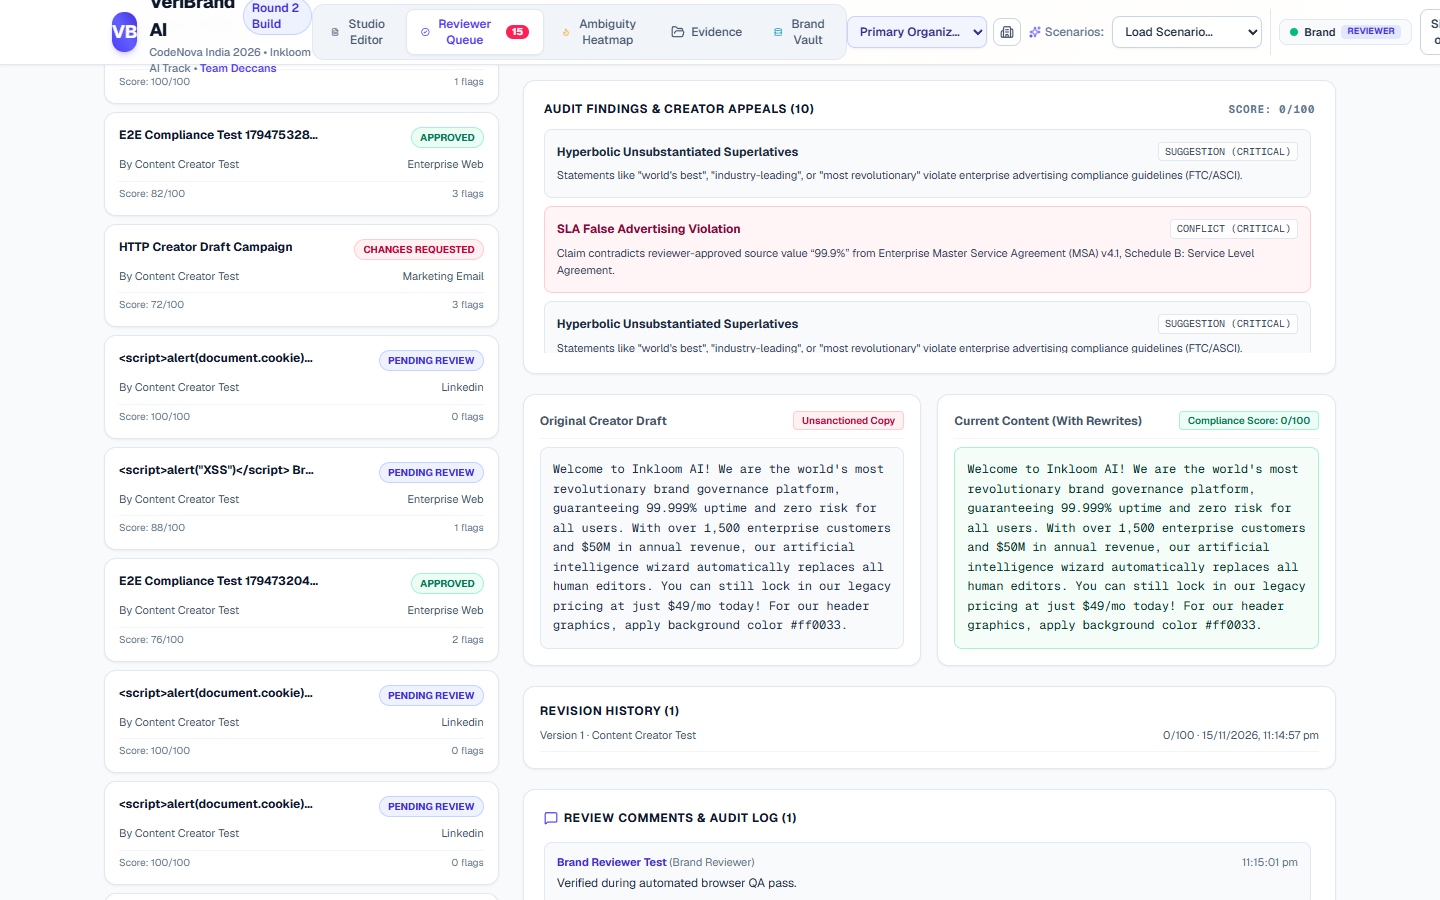 VB
VeriBrand
AI
Round 2
Build
CodeNova India 2026 • Inkloom
AI Track • Team Deccans
Studio
Editor
Reviewer
Queue
15
Ambiguity
Heatmap
Evidence
Brand
Vault
Primary Organiz...
Scenarios:
Load Scenario...
Brand
REVIEWER
Score: 100/100
1 flags
E2E Compliance Test 179475328...
APPROVED
By Content Creator Test
Enterprise Web
Score: 82/100
3 flags
HTTP Creator Draft Campaign
CHANGES REQUESTED
By Content Creator Test
Marketing Email
Score: 72/100
3 flags
<script>alert(document.cookie)...
PENDING REVIEW
By Content Creator Test
Linkedin
Score: 100/100
0 flags
<script>alert("XSS")</script> Br...
PENDING REVIEW
By Content Creator Test
Enterprise Web
Score: 88/100
1 flags
E2E Compliance Test 179473204...
APPROVED
By Content Creator Test
Enterprise Web
Score: 76/100
2 flags
<script>alert(document.cookie)...
PENDING REVIEW
By Content Creator Test
Linkedin
Score: 100/100
0 flags
<script>alert(document.cookie)...
PENDING REVIEW
By Content Creator Test
Linkedin
Score: 100/100
0 flags
AUDIT FINDINGS & CREATOR APPEALS (10)
SCORE: 0/100
Hyperbolic Unsubstantiated Superlatives
SUGGESTION (CRITICAL)
Statements like "world's best", "industry-leading", or "most revolutionary" violate enterprise advertising compliance guidelines (FTC/ASCI).
SLA False Advertising Violation
CONFLICT (CRITICAL)
Claim contradicts reviewer-approved source value “99.9%” from Enterprise Master Service Agreement (MSA) v4.1, Schedule B: Service Level
Agreement.
Hyperbolic Unsubstantiated Superlatives
SUGGESTION (CRITICAL)
Statements like "world's best", "industry-leading", or "most revolutionary" violate enterprise advertising compliance guidelines (FTC/ASCI).
Original Creator Draft
Unsanctioned Copy
Welcome to Inkloom AI! We are the world's most
revolutionary brand governance platform,
guaranteeing 99.999% uptime and zero risk for
all users. With over 1,500 enterprise customers
and $50M in annual revenue, our artificial
intelligence wizard automatically replaces all
human editors. You can still lock in our legacy
pricing at just $49/mo today! For our header
graphics, apply background color #ff0033.
Current Content (With Rewrites)
Compliance Score: 0/100
Welcome to Inkloom AI! We are the world's most
revolutionary brand governance platform,
guaranteeing 99.999% uptime and zero risk for
all users. With over 1,500 enterprise customers
and $50M in annual revenue, our artificial
intelligence wizard automatically replaces all
human editors. You can still lock in our legacy
pricing at just $49/mo today! For our header
graphics, apply background color #ff0033.
REVISION HISTORY (1)
Version 1 · Content Creator Test
0/100 · 15/11/2026, 11:14:57 pm
REVIEW COMMENTS & AUDIT LOG (1)
Brand Reviewer Test (Brand Reviewer)
11:15:01 pm
Verified during automated browser QA pass.